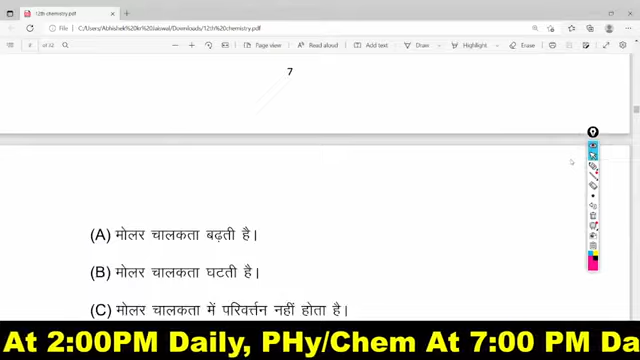 12th chemistry.pdf
File
C:/Users/Abhishek%20kr%20Jaiswal/Downloads/12th%20chemistry.pdf
8 of 32
Page view
Read aloud
Add text
Draw
Highlight
Erase
7
(A) मोलर चालकता बढ़ती है।
(B) मोलर चालकता घटती है।
(C) मोलर चालकता में परिवर्त्तन नहीं होता है।
At 2:00PM Daily, PHy/Chem At 7:00 PM Da